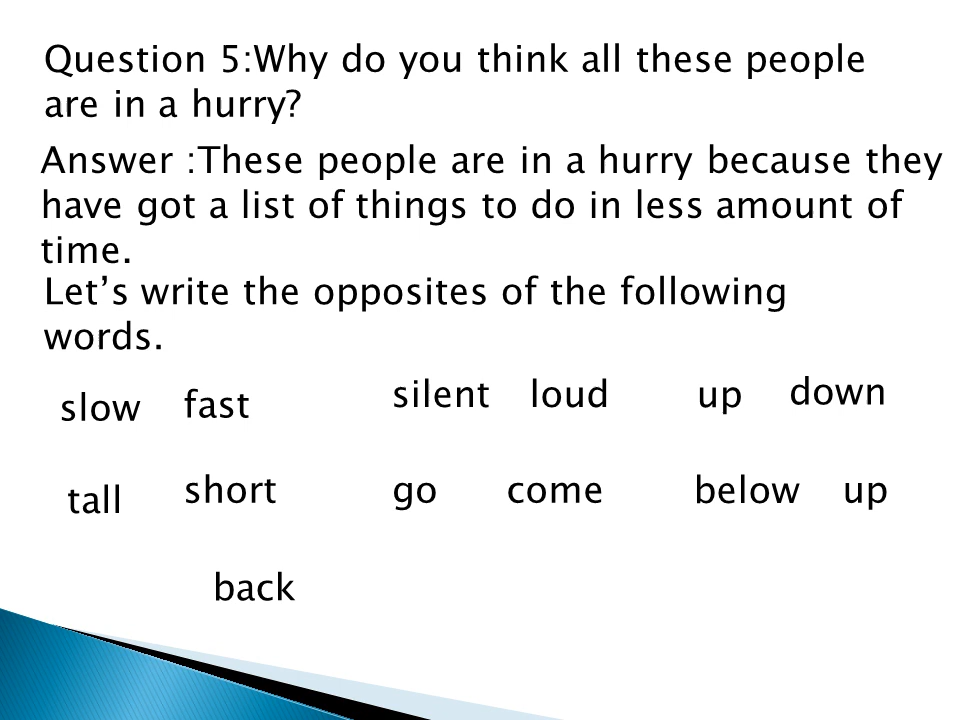 Question 5:Why do you think all these people
are in a hurry?
Answer :These people are in a hurry because they
have got a list of things to do in less amount of
time.
Let’s write the opposites of the following
words.
slow fast silent loud up down
tall short go come below up
back